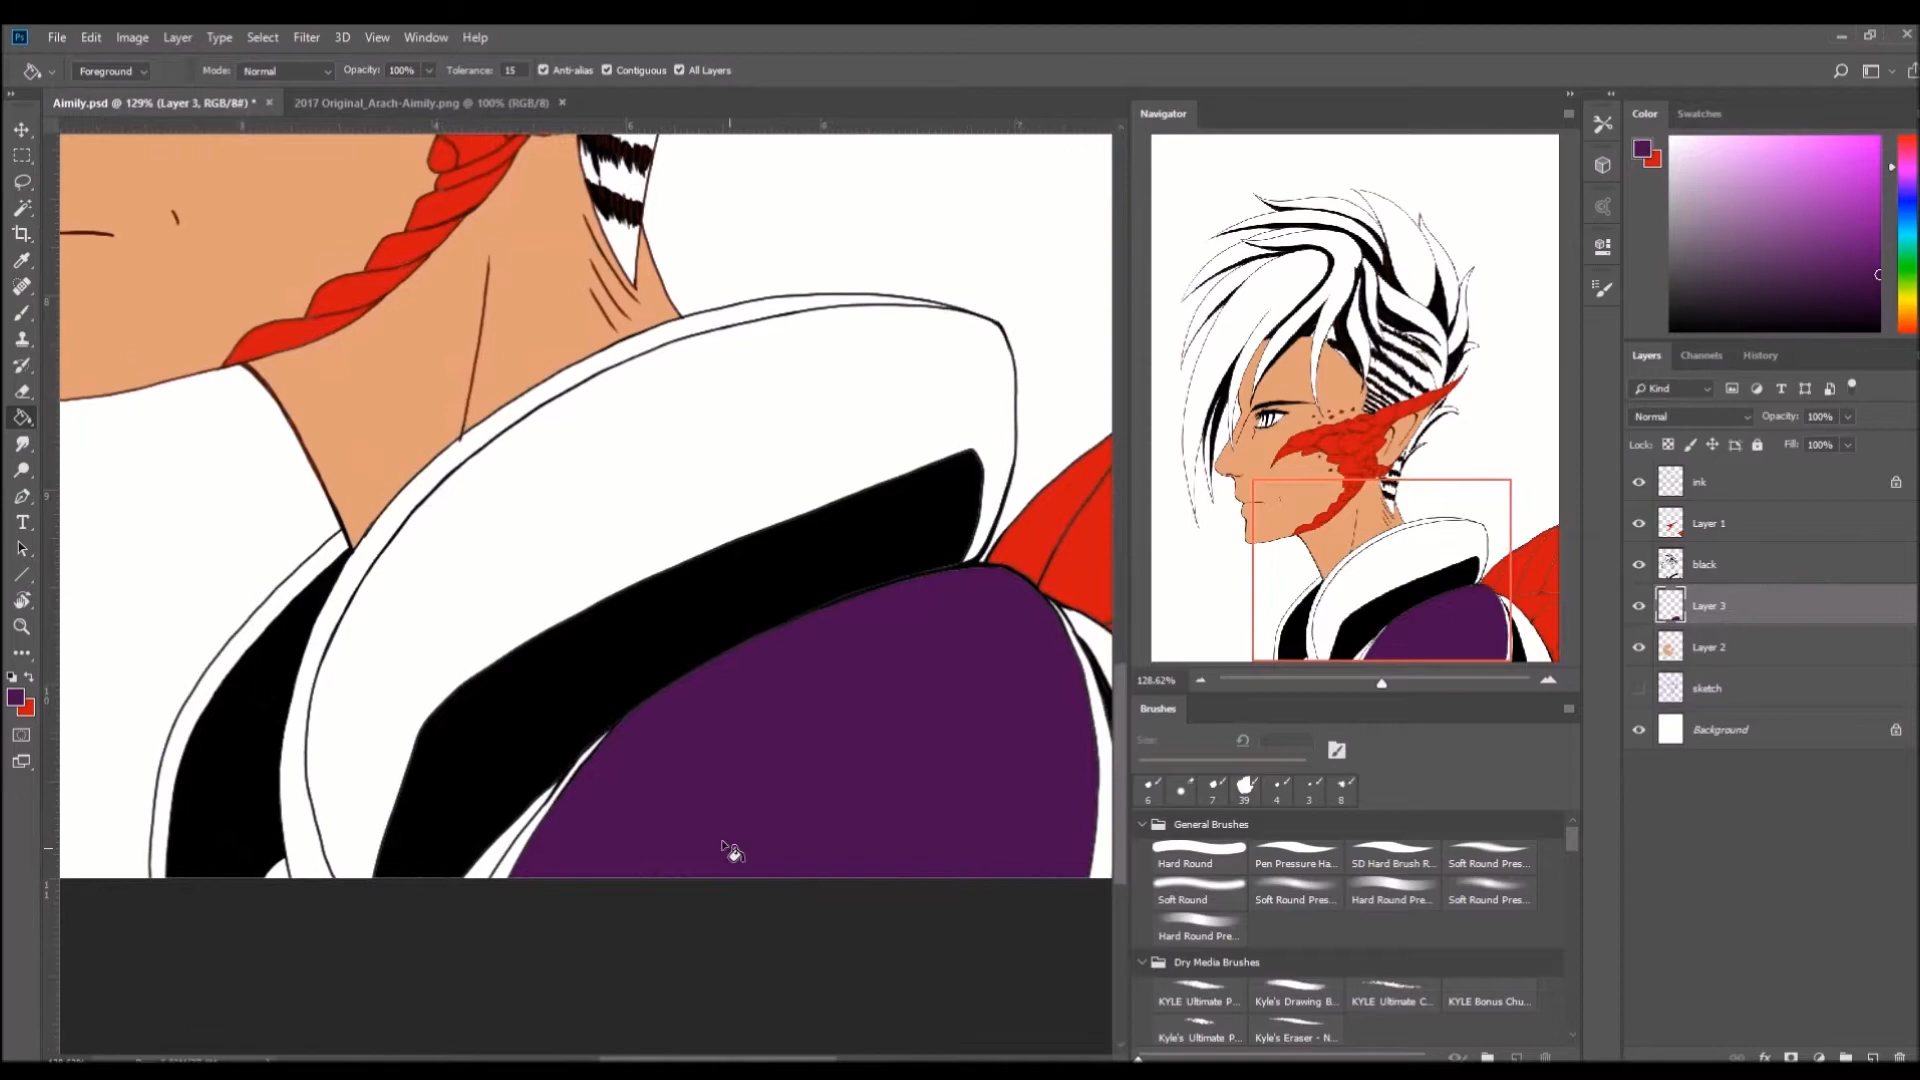 Ps File Edit Image Layer Type Select Filter 3D View Window Help
Foreground Mode: Normal Opacity: 100% Tolerance: 15 Anti-alias Contiguous All Layers
Aimily.psd @ 129% (Layer 3, RGB/8#) * × 2017 Original_Arach-Aimily.png @ 100% (RGB/8) ×
Navigator
Color Swatches
Layers Channels History
Kind
Normal Opacity: 100%
Lock: Fill: 100%
ink
Layer 1
black
Layer 3
Layer 2
sketch
Background
128.62%
Brushes
Size:
6 7 39 4 3 8
General Brushes
Hard Round Pen Pressure Ha... SD Hard Brush R... Soft Round Pres...
Soft Round Soft Round Pres... Hard Round Pre... Soft Round Pres...
Hard Round Pre...
Dry Media Brushes
KYLE Ultimate P... Kyle's Drawing B... KYLE Ultimate C... KYLE Bonus Chu...
Kyle's Ultimate P... Kyle's Eraser - N...